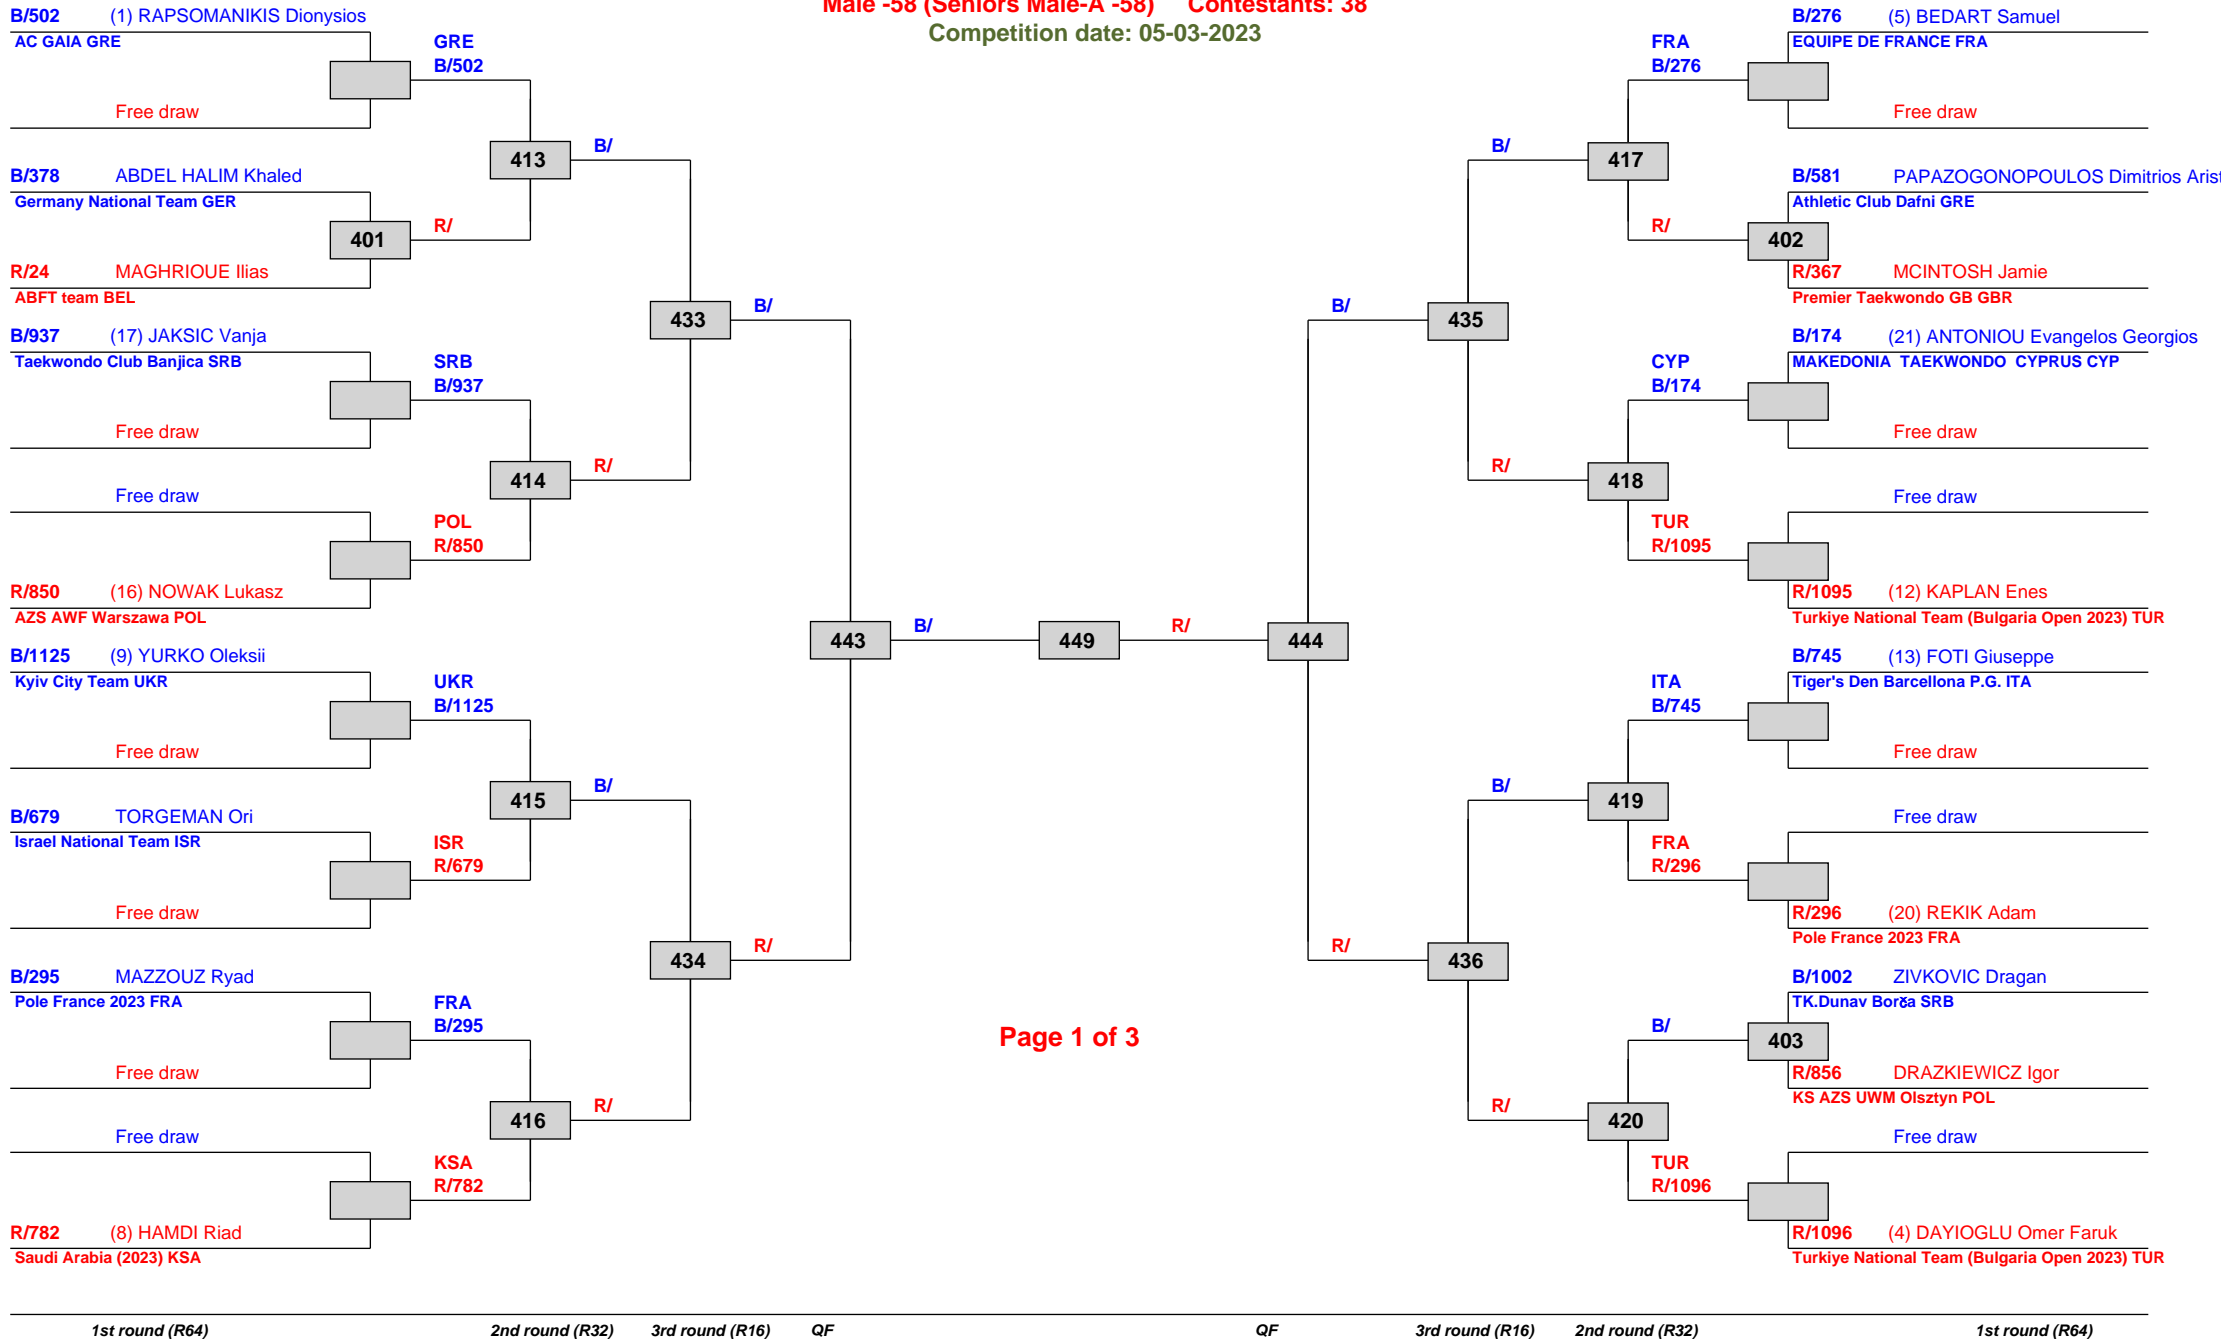 Male -58 (Seniors Male-A -58) Contestants: 38
Competition date: 05-03-2023
B/502 (1) RAPSOMANIKIS Dionysios
AC GAIA GRE
GRE
B/502
Free draw
413
B/
B/378 ABDEL HALIM Khaled
Germany National Team GER
401
R/
R/24 MAGHRIOUE Ilias
ABFT team BEL
433
B/
B/937 (17) JAKSIC Vanja
Taekwondo Club Banjica SRB
SRB
B/937
Free draw
414
R/
Free draw
POL
R/850
R/850 (16) NOWAK Lukasz
AZS AWF Warszawa POL
443
B/
449
R/
444
B/1125 (9) YURKO Oleksii
Kyiv City Team UKR
UKR
B/1125
Free draw
415
B/
B/679 TORGEMAN Ori
Israel National Team ISR
ISR
R/679
Free draw
434
R/
B/295 MAZZOUZ Ryad
Pole France 2023 FRA
FRA
B/295
Free draw
416
R/
Free draw
KSA
R/782
R/782 (8) HAMDI Riad
Saudi Arabia (2023) KSA
Page 1 of 3
B/276 (5) BEDART Samuel
EQUIPE DE FRANCE FRA
FRA
B/276
Free draw
B/
417
B/581 PAPAZOGONOPOULOS Dimitrios Arist
Athletic Club Dafni GRE
R/
402
R/367 MCINTOSH Jamie
Premier Taekwondo GB GBR
B/
435
B/174 (21) ANTONIOU Evangelos Georgios
MAKEDONIA TAEKWONDO CYPRUS CYP
CYP
B/174
Free draw
R/
418
Free draw
TUR
R/1095
R/1095 (12) KAPLAN Enes
Turkiye National Team (Bulgaria Open 2023) TUR
B/745 (13) FOTI Giuseppe
Tiger's Den Barcellona P.G. ITA
ITA
B/745
Free draw
B/
419
Free draw
FRA
R/296
R/296 (20) REKIK Adam
Pole France 2023 FRA
R/
436
B/1002 ZIVKOVIC Dragan
TK.Dunav Borča SRB
B/
403
R/856 DRAZKIEWICZ Igor
KS AZS UWM Olsztyn POL
R/
420
Free draw
TUR
R/1096
R/1096 (4) DAYIOGLU Omer Faruk
Turkiye National Team (Bulgaria Open 2023) TUR
1st round (R64) 2nd round (R32) 3rd round (R16) QF QF 3rd round (R16) 2nd round (R32) 1st round (R64)